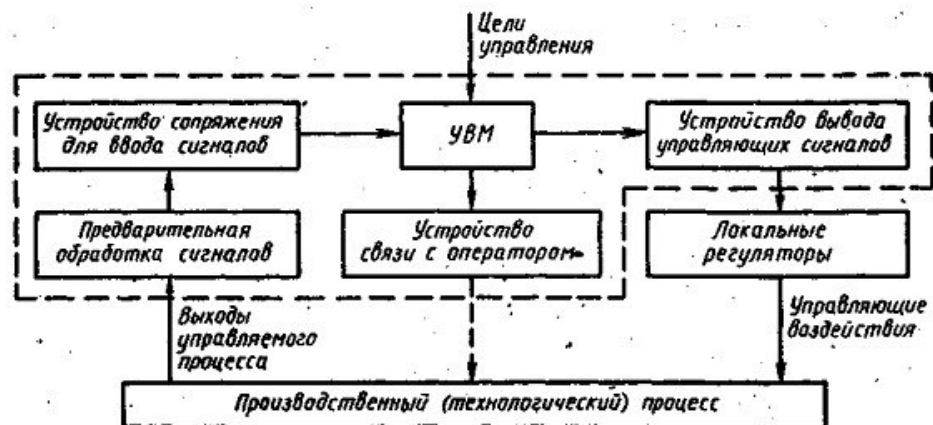 Цели
управления
Устройство сопряжения
для ввода сигналов
УВМ
Устройство вывода
управляющих сигналов
Предварительная
обработка сигналов
Устройство
связи с оператором
Локальные
регуляторы
Выходы
управляемого
процесса
Управляющие
воздействия
Производственный (технологический) процесс